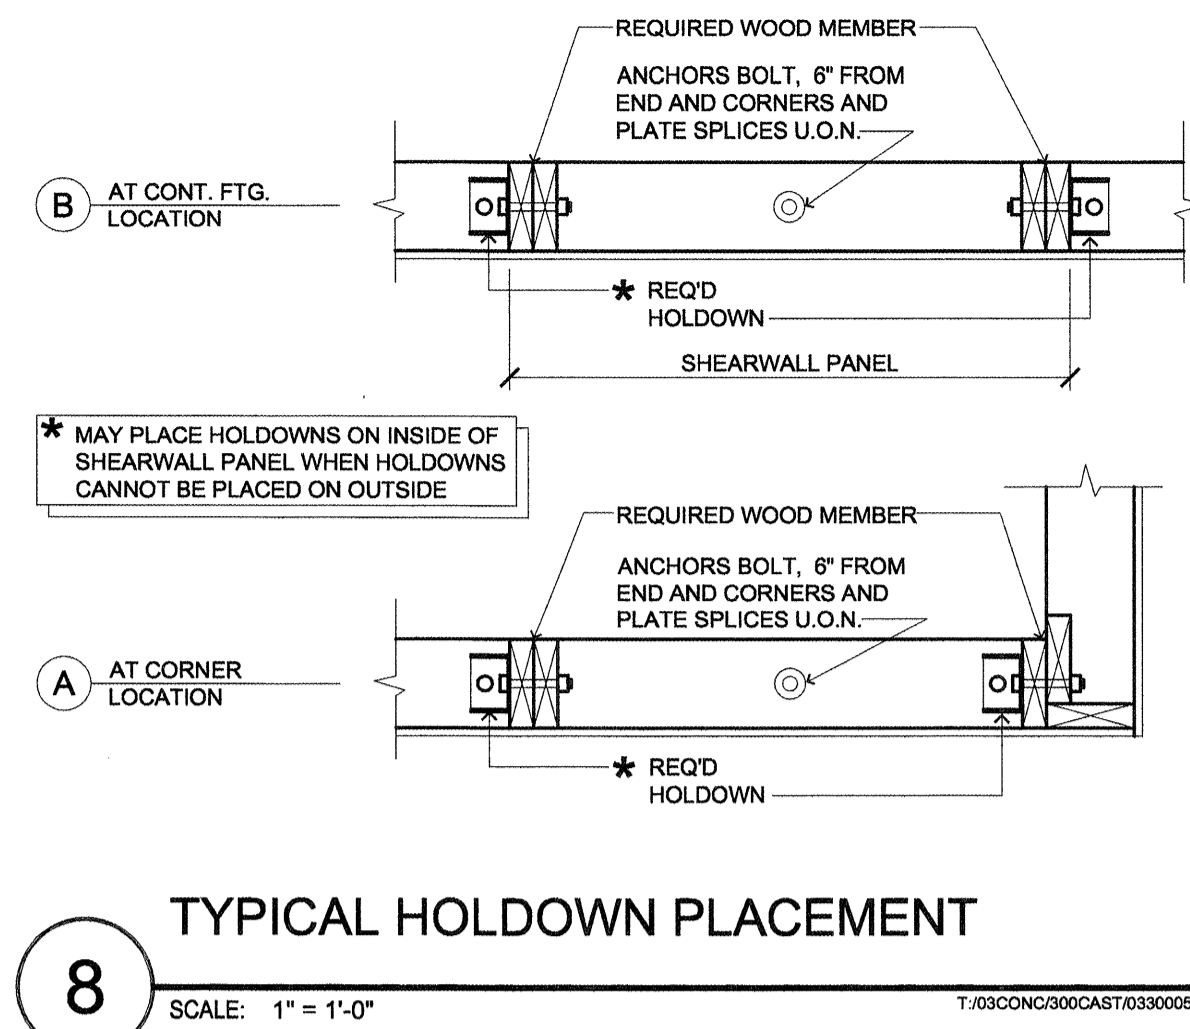 REQUIRED WOOD MEMBER
ANCHORS BOLT, 6" FROM
END AND CORNERS AND
PLATE SPLICES U.O.N.
B
AT CONT. FTG.
LOCATION
* REQ'D
HOLDOWN
SHEARWALL PANEL
* MAY PLACE HOLDOWNS ON INSIDE OF
SHEARWALL PANEL WHEN HOLDOWNS
CANNOT BE PLACED ON OUTSIDE
REQUIRED WOOD MEMBER
ANCHORS BOLT, 6" FROM
END AND CORNERS AND
PLATE SPLICES U.O.N.
A
AT CORNER
LOCATION
* REQ'D
HOLDOWN
TYPICAL HOLDOWN PLACEMENT
8
SCALE: 1" = 1'-0"
T:/03CONC/300CAST/0330005